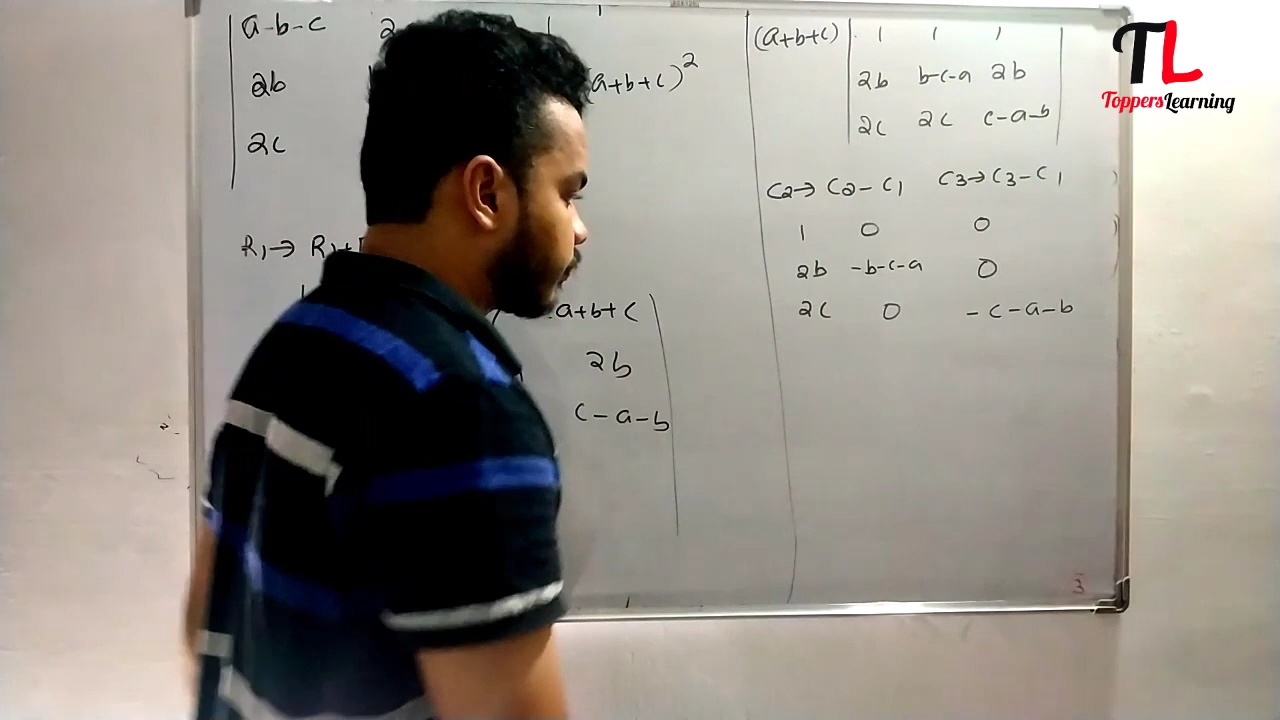 a-b-c 2
2b a+b+c)²
2c
R₁→ R₁+
a+b+c
2b
c-a-b
(a+b+c) 1 1 1
2b b-c-a 2b
2c 2c c-a-b
C2→ C2-C₁ C3→ C3-C₁
1 0 0
2b -b-c-a 0
2c 0 -c-a-b
3
TL
ToppersLearning